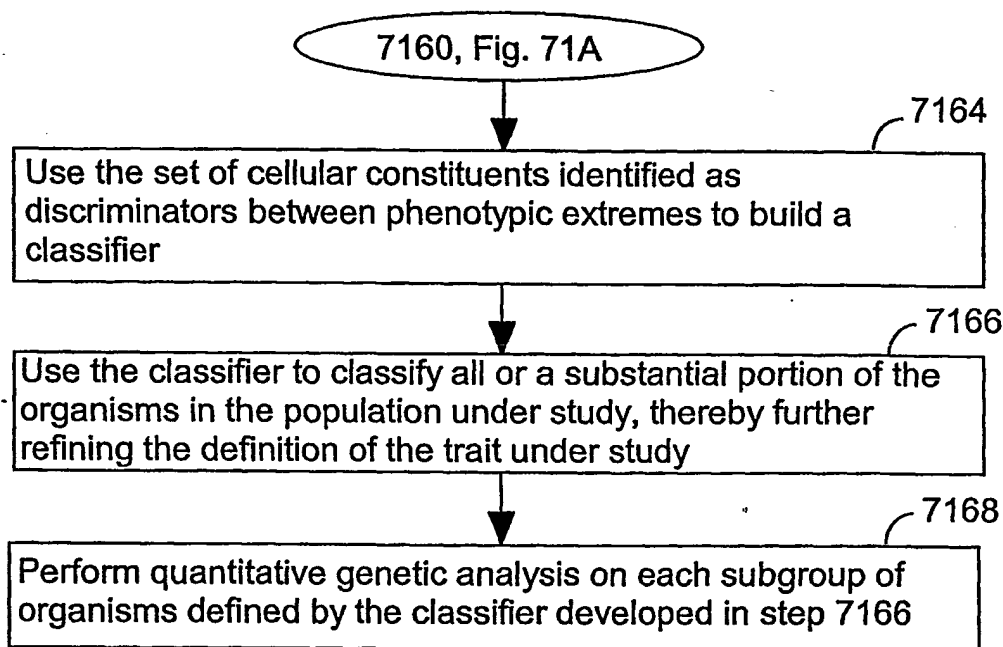 7160, Fig. 71A
7164
Use the set of cellular constituents identified as
discriminators between phenotypic extremes to build a
classifier
7166
Use the classifier to classify all or a substantial portion of the
organisms in the population under study, thereby further
refining the definition of the trait under study
7168
Perform quantitative genetic analysis on each subgroup of
organisms defined by the classifier developed in step 7166